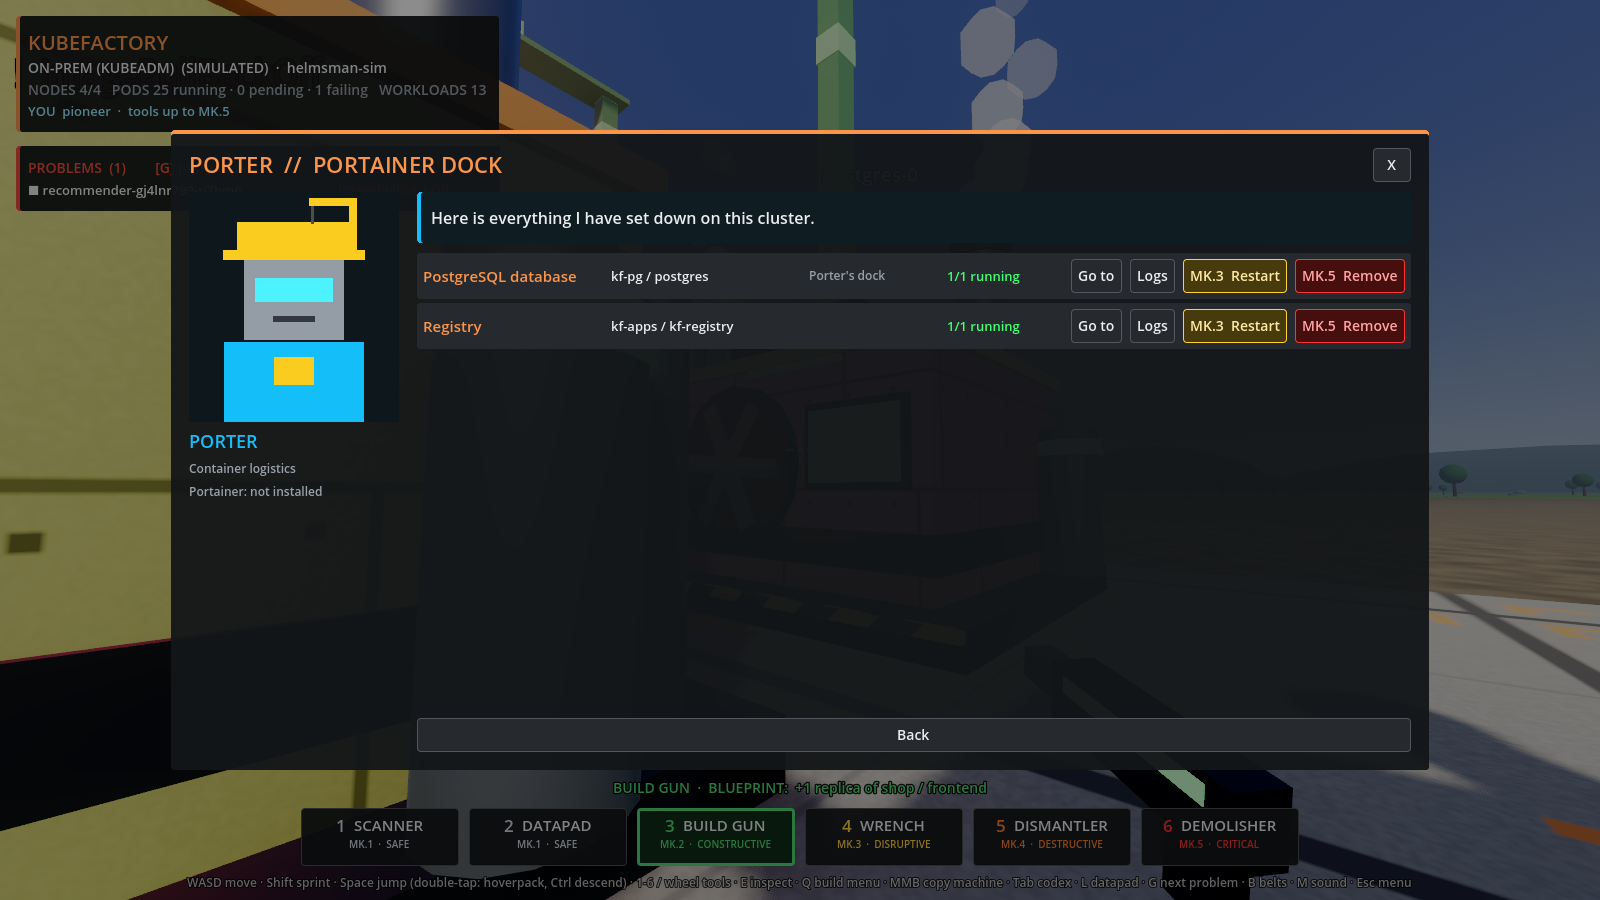 KUBEFACTORY
ON-PREM (KUBEADM) (SIMULATED) · helmsman-sim
NODES 4/4 PODS 25 running · 0 pending · 1 failing WORKLOADS 13
YOU pioneer · tools up to MK.5
PROBLEMS (1) [G]
■ recommender-gj4lnr
PORTER // PORTAINER DOCK
X
tgres-0
Here is everything I have set down on this cluster.
PostgreSQL database kf-pg / postgres Porter's dock 1/1 running Go to Logs MK.3 Restart MK.5 Remove
Registry kf-apps / kf-registry 1/1 running Go to Logs MK.3 Restart MK.5 Remove
PORTER
Container logistics
Portainer: not installed
Back
BUILD GUN · BLUEPRINT: +1 replica of shop / frontend
1 SCANNER
MK.1 · SAFE
2 DATAPAD
MK.1 · SAFE
3 BUILD GUN
MK.2 · CONSTRUCTIVE
4 WRENCH
MK.3 · DISRUPTIVE
5 DISMANTLER
MK.4 · DESTRUCTIVE
6 DEMOLISHER
MK.5 · CRITICAL
WASD move · Shift sprint · Space jump (double-tap: hoverpack, Ctrl descend) · 1-6 / wheel tools · E inspect · Q build menu · MMB copy machine · Tab codex · L datapad · G next problem · B belts · M sound · Esc menu